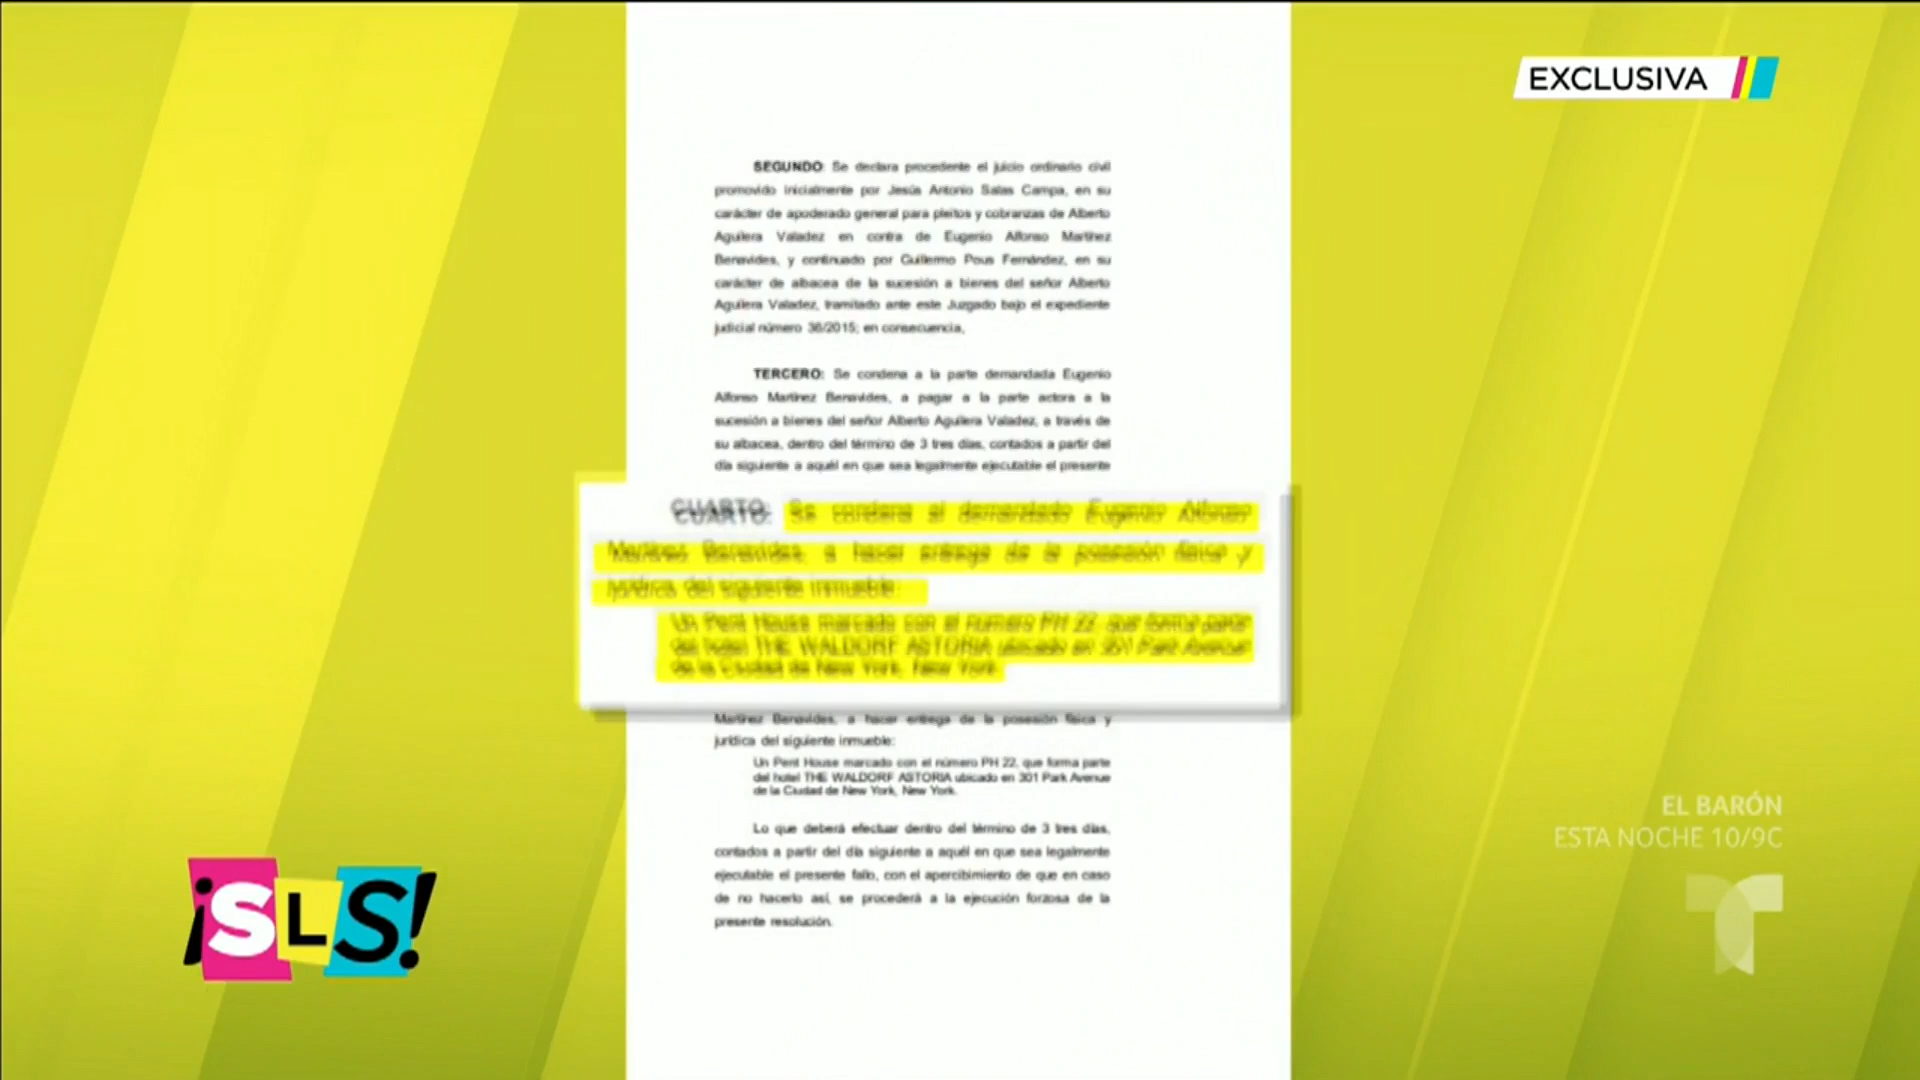 EXCLUSIVA
SEGUNDO: Se declara procedente el juicio ordinario civil
promovido inicialmente por Jesús Antonio Salas Campa, en su
carácter de apoderado general para pleitos y cobranzas de Alberto
Aguilera Valadez en contra de Eugenio Alfonso Martínez
Benavides, y continuado por Guillermo Pous Fernández, en su
carácter de albacea de la sucesión a bienes del señor Alberto
Aguilera Valadez, tramitado ante este Juzgado bajo el expediente
judicial número 36/2015; en consecuencia,
TERCERO: Se condena a la parte demandada Eugenio
Alfonso Martínez Benavides, a pagar a la parte actora a la
sucesión a bienes del señor Alberto Aguilera Valadez, a través de
su albacea, dentro del término de 3 tres días, contados a partir del
día siguiente a aquél en que sea legalmente ejecutable el presente
CUARTO: Se condena al demandado Eugenio Alfonso
Martínez Benavides, a hacer entrega de la posesión física y
jurídica del siguiente inmueble:
Un Pent House marcado con el número PH 22, que forma parte
del hotel THE WALDORF ASTORIA ubicado en 301 Park Avenue
de la Ciudad de New York, New York.
Martínez Benavides, a hacer entrega de la posesión física y
jurídica del siguiente inmueble:
Un Pent House marcado con el número PH 22, que forma parte
del hotel THE WALDORF ASTORIA ubicado en 301 Park Avenue
de la Ciudad de New York, New York.
Lo que deberá efectuar dentro del término de 3 tres días,
contados a partir del día siguiente a aquél en que sea legalmente
ejecutable el presente fallo, con el apercibimiento de que en caso
de no hacerlo así, se procederá a la ejecución forzosa de la
presente resolución.
EL BARÓN
ESTA NOCHE 10/9C
¡SLS!